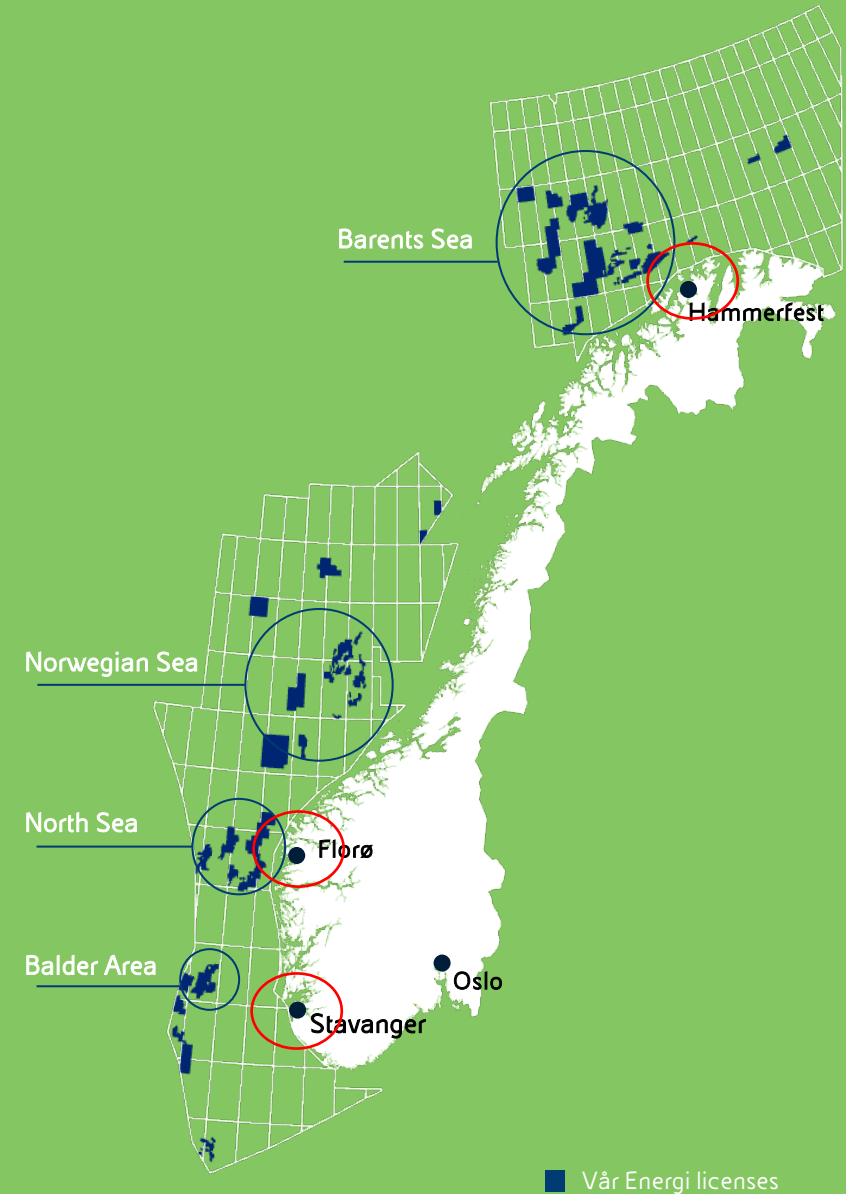 Barents Sea
Hammerfest
Norwegian Sea
North Sea
Florø
Balder Area
Oslo
Stavanger
Vår Energi licenses